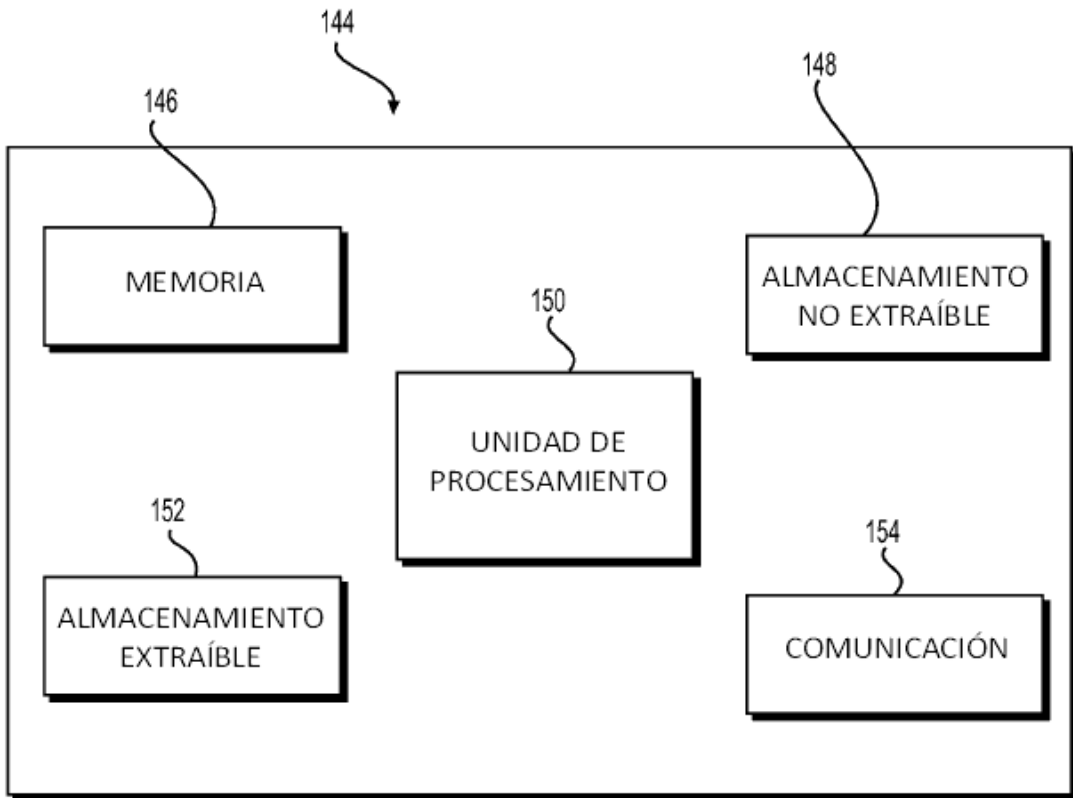 144
146
148
MEMORIA
ALMACENAMIENTO
NO EXTRAÍBLE
150
UNIDAD DE
PROCESAMIENTO
152
154
ALMACENAMIENTO
EXTRAÍBLE
COMUNICACIÓN